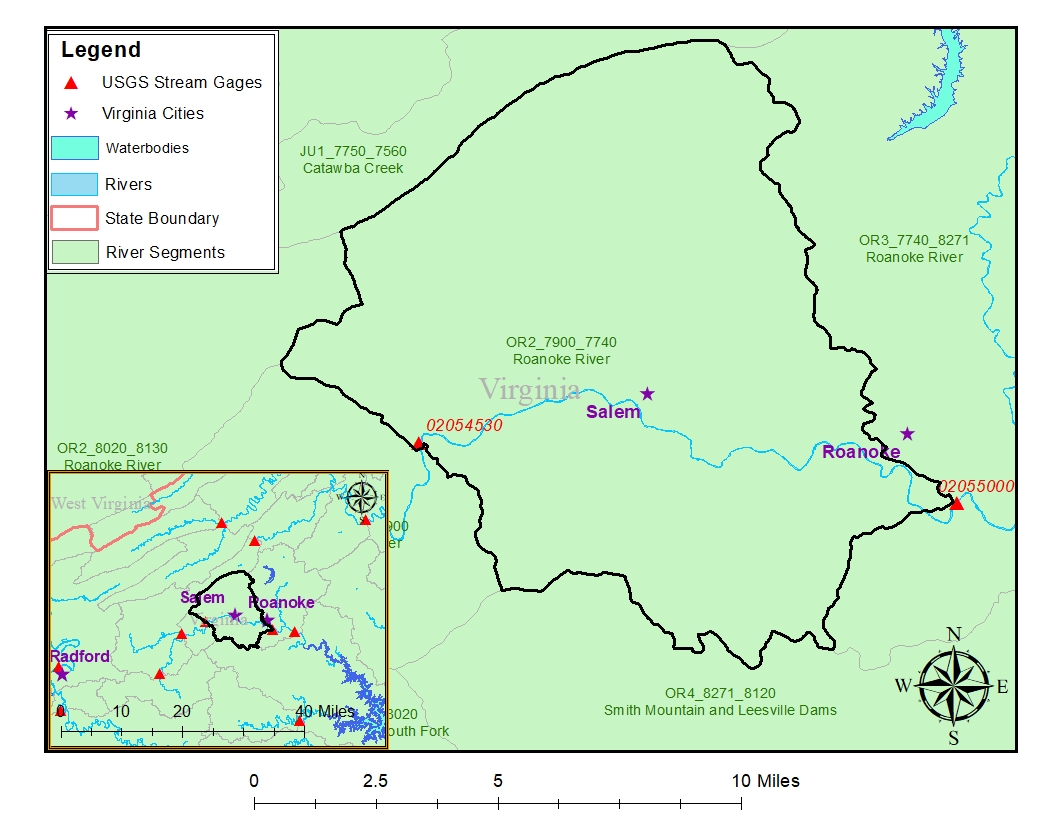 Legend
USGS Stream Gages
Virginia Cities
Waterbodies
Rivers
State Boundary
River Segments
JU1_7750_7560
Catawba Creek
OR3_7740_8271
Roanoke River
OR2_7900_7740
Roanoke River
Virginia
Salem
02054530
Roanoke
OR2_8020_8130
Roanoke River
02055000
West Virginia
W
E
900
er
Salem
Roanoke
Virginia
Radford
0
10
20
40 Miles
8020
outh Fork
OR4_8271_8120
Smith Mountain and Leesville Dams
N
W
E
S
0
2.5
5
10 Miles